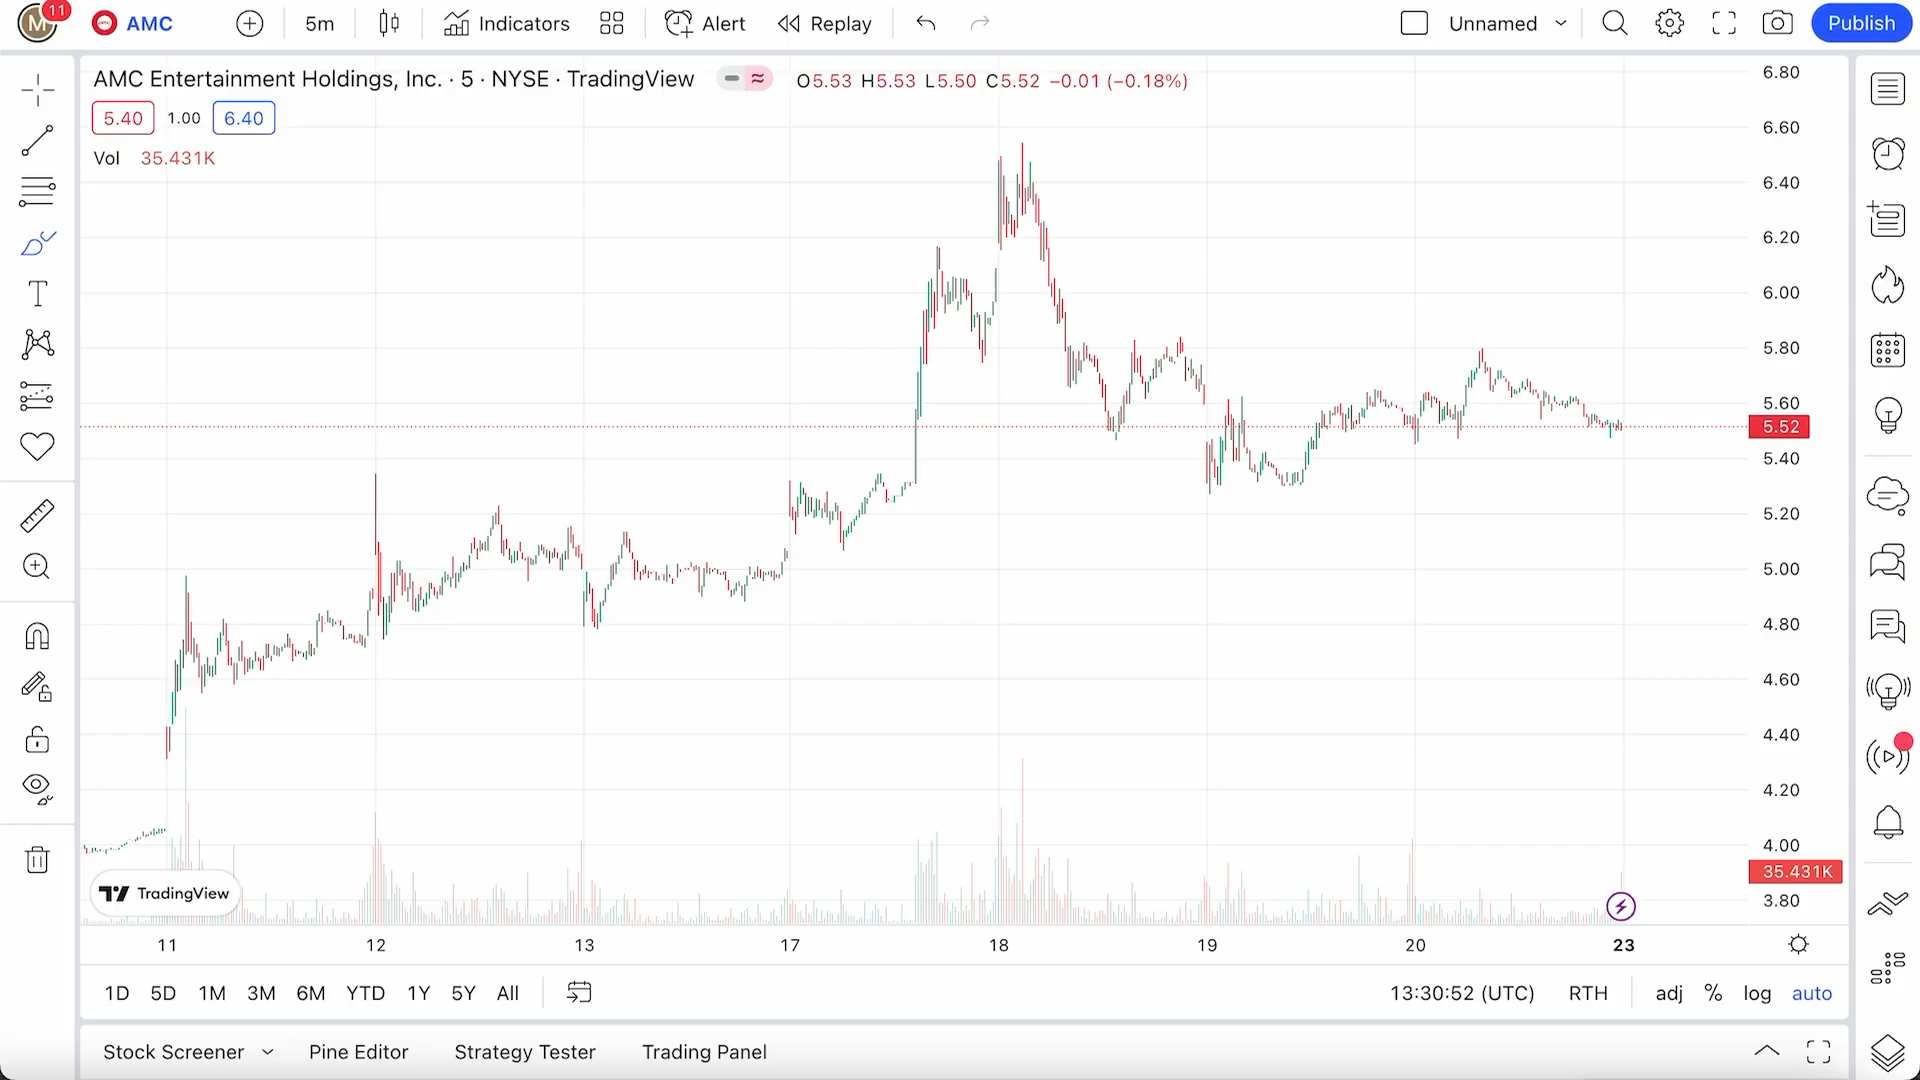 M 11 AMC 5m Indicators Alert Replay Unnamed Publish
AMC Entertainment Holdings, Inc. · 5 · NYSE · TradingView O5.53 H5.53 L5.50 C5.52 −0.01 (−0.18%)
5.40 1.00 6.40
Vol 35.431K
6.80
6.60
6.40
6.20
6.00
5.80
5.60
5.52
5.40
5.20
5.00
4.80
4.60
4.40
4.20
4.00
35.431K
3.80
TradingView
11 12 13 17 18 19 20 23
1D 5D 1M 3M 6M YTD 1Y 5Y All 13:30:52 (UTC) RTH adj % log auto
Stock Screener Pine Editor Strategy Tester Trading Panel